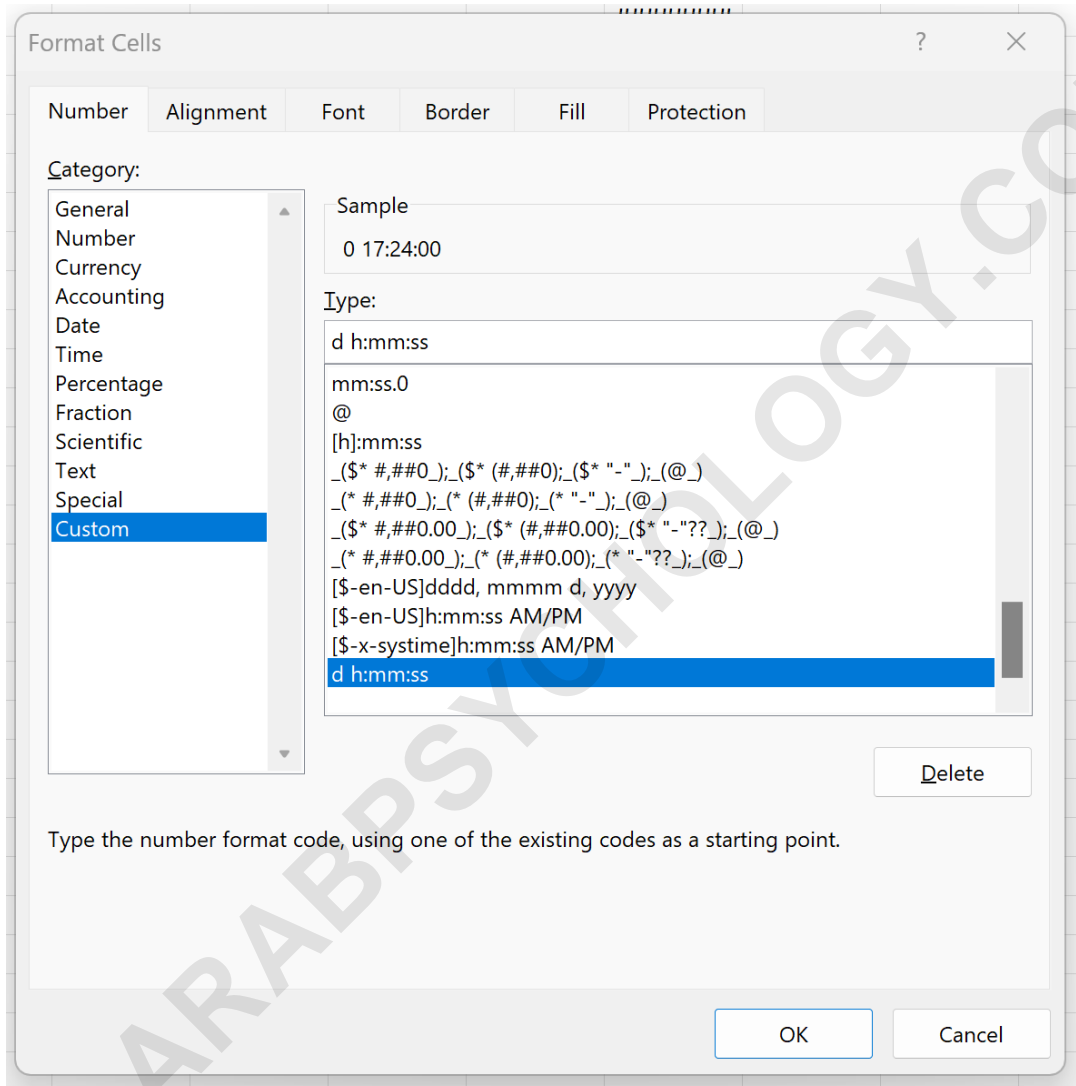 Format Cells
?
Number
Alignment
Font
Border
Fill
Protection
Category:
General
Number
Currency
Accounting
Date
Time
Percentage
Fraction
Scientific
Text
Special
Custom
Sample
0 17:24:00
Type:
d h:mm:ss
mm:ss.0
@
[h]:mm:ss
_($* #,##0_);_($* (#,##0);_($* "-"_);_(@_)
_(* #,##0_);_(* (#,##0);_(* "-"_);_(@_)
_($* #,##0.00_);_($* (#,##0.00);_($* "-"??_);_(@_)
_(* #,##0.00_);_(* (#,##0.00);_(* "-"??_);_(@_)
[$-en-US]dddd, mmmm d, yyyy
[$-en-US]h:mm:ss AM/PM
[$-x-systime]h:mm:ss AM/PM
d h:mm:ss
Delete
Type the number format code, using one of the existing codes as a starting point.
OK
Cancel
ARABPSYCHOLOGY.CO